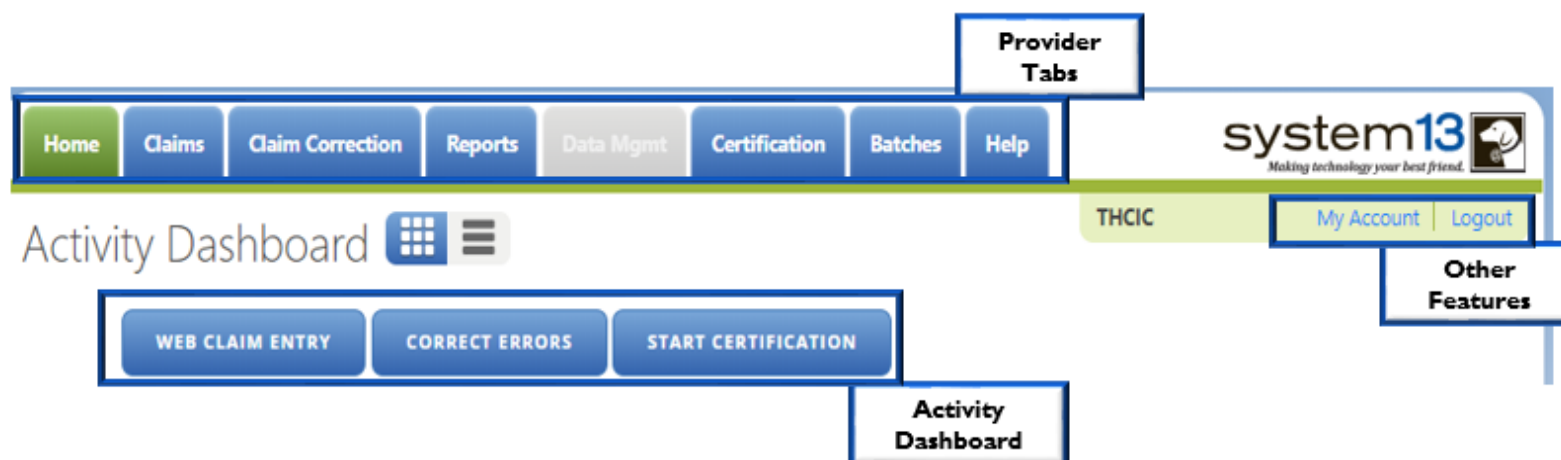 Provider
Tabs
Home Claims Claim Correction Reports Data Mgmt Certification Batches Help
system13
Making technology your best friend.
THCIC My Account Logout
Activity Dashboard
Other
Features
WEB CLAIM ENTRY CORRECT ERRORS START CERTIFICATION
Activity
Dashboard